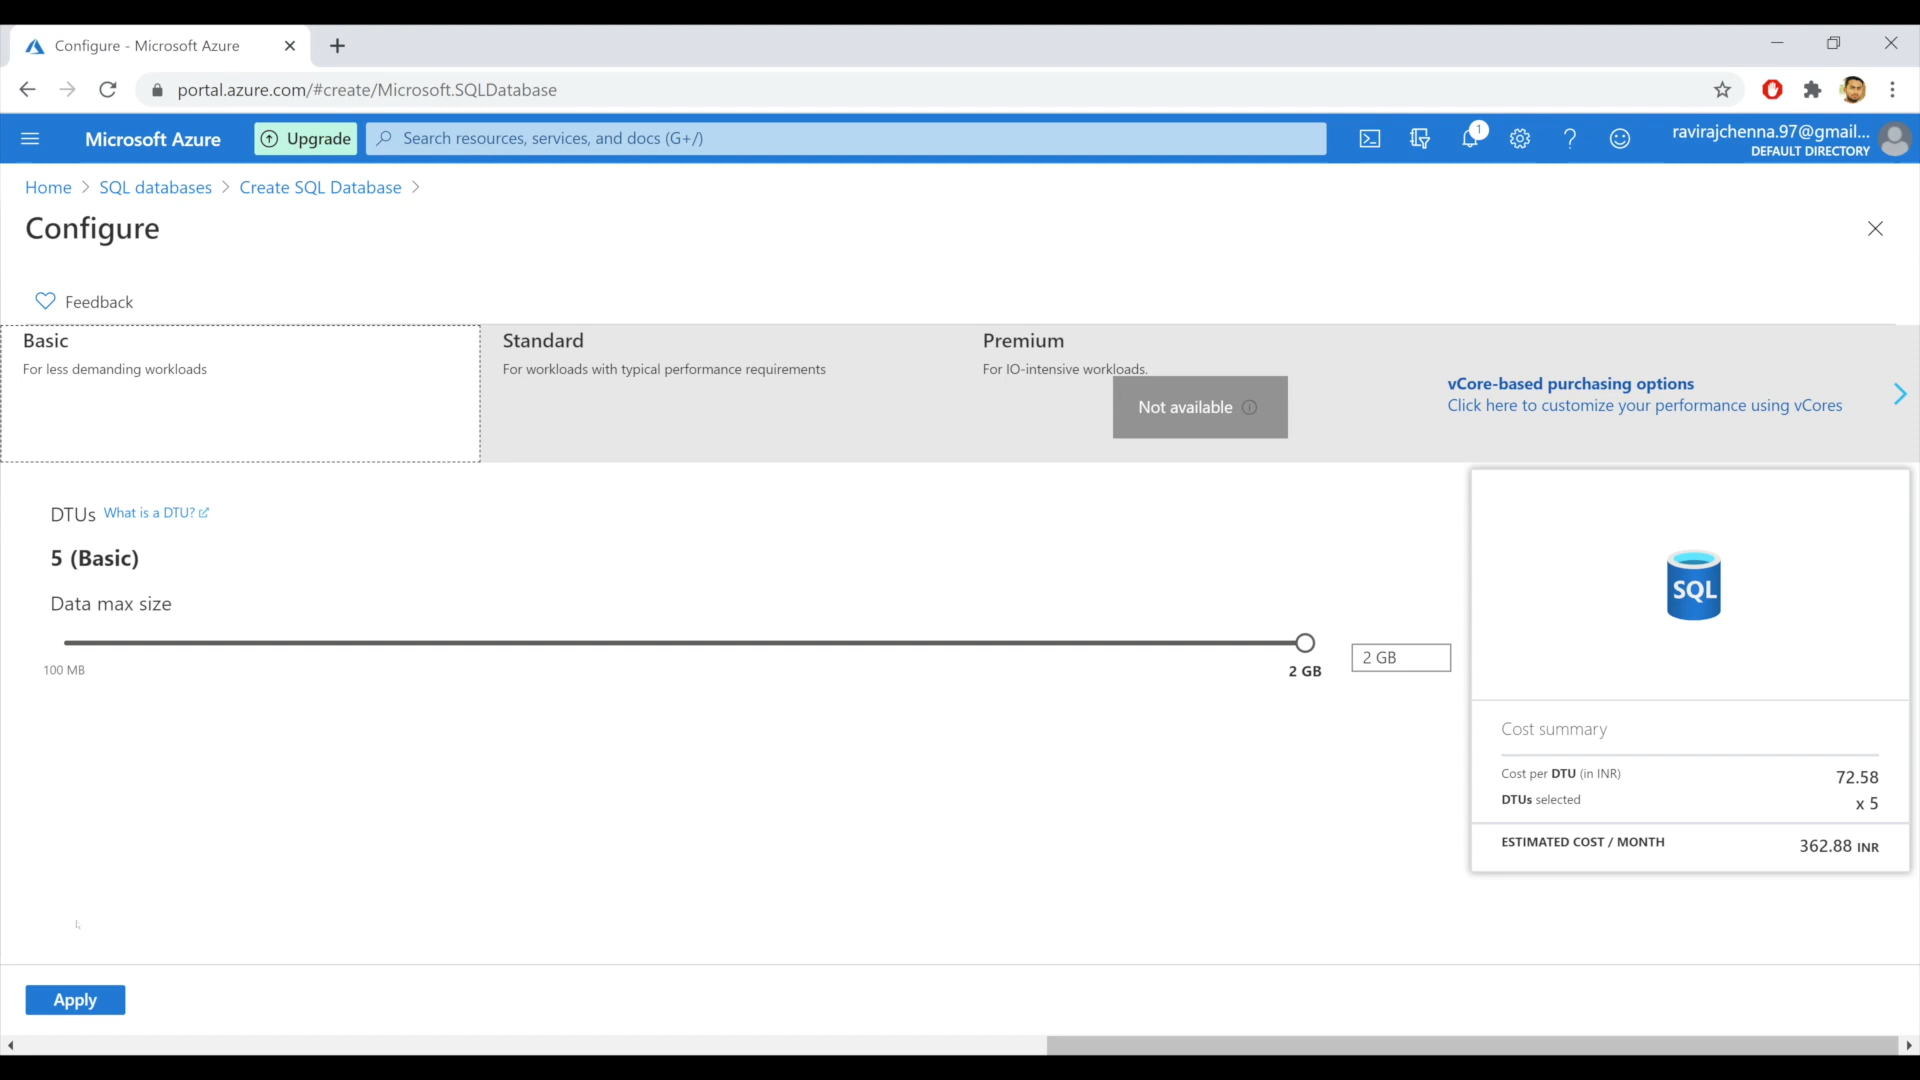 Configure - Microsoft Azure
portal.azure.com/#create/Microsoft.SQLDatabase
Microsoft Azure
Upgrade
Search resources, services, and docs (G+/)
1
ravirajchenna.97@gmail...
DEFAULT DIRECTORY
Home > SQL databases > Create SQL Database >
Configure
Feedback
Basic
For less demanding workloads
Standard
For workloads with typical performance requirements
Premium
For IO-intensive workloads.
Not available
vCore-based purchasing options
Click here to customize your performance using vCores
DTUs What is a DTU?
5 (Basic)
Data max size
100 MB
2 GB
2 GB
SQL
Cost summary
Cost per DTU (in INR) 72.58
DTUs selected x 5
ESTIMATED COST / MONTH 362.88 INR
Apply